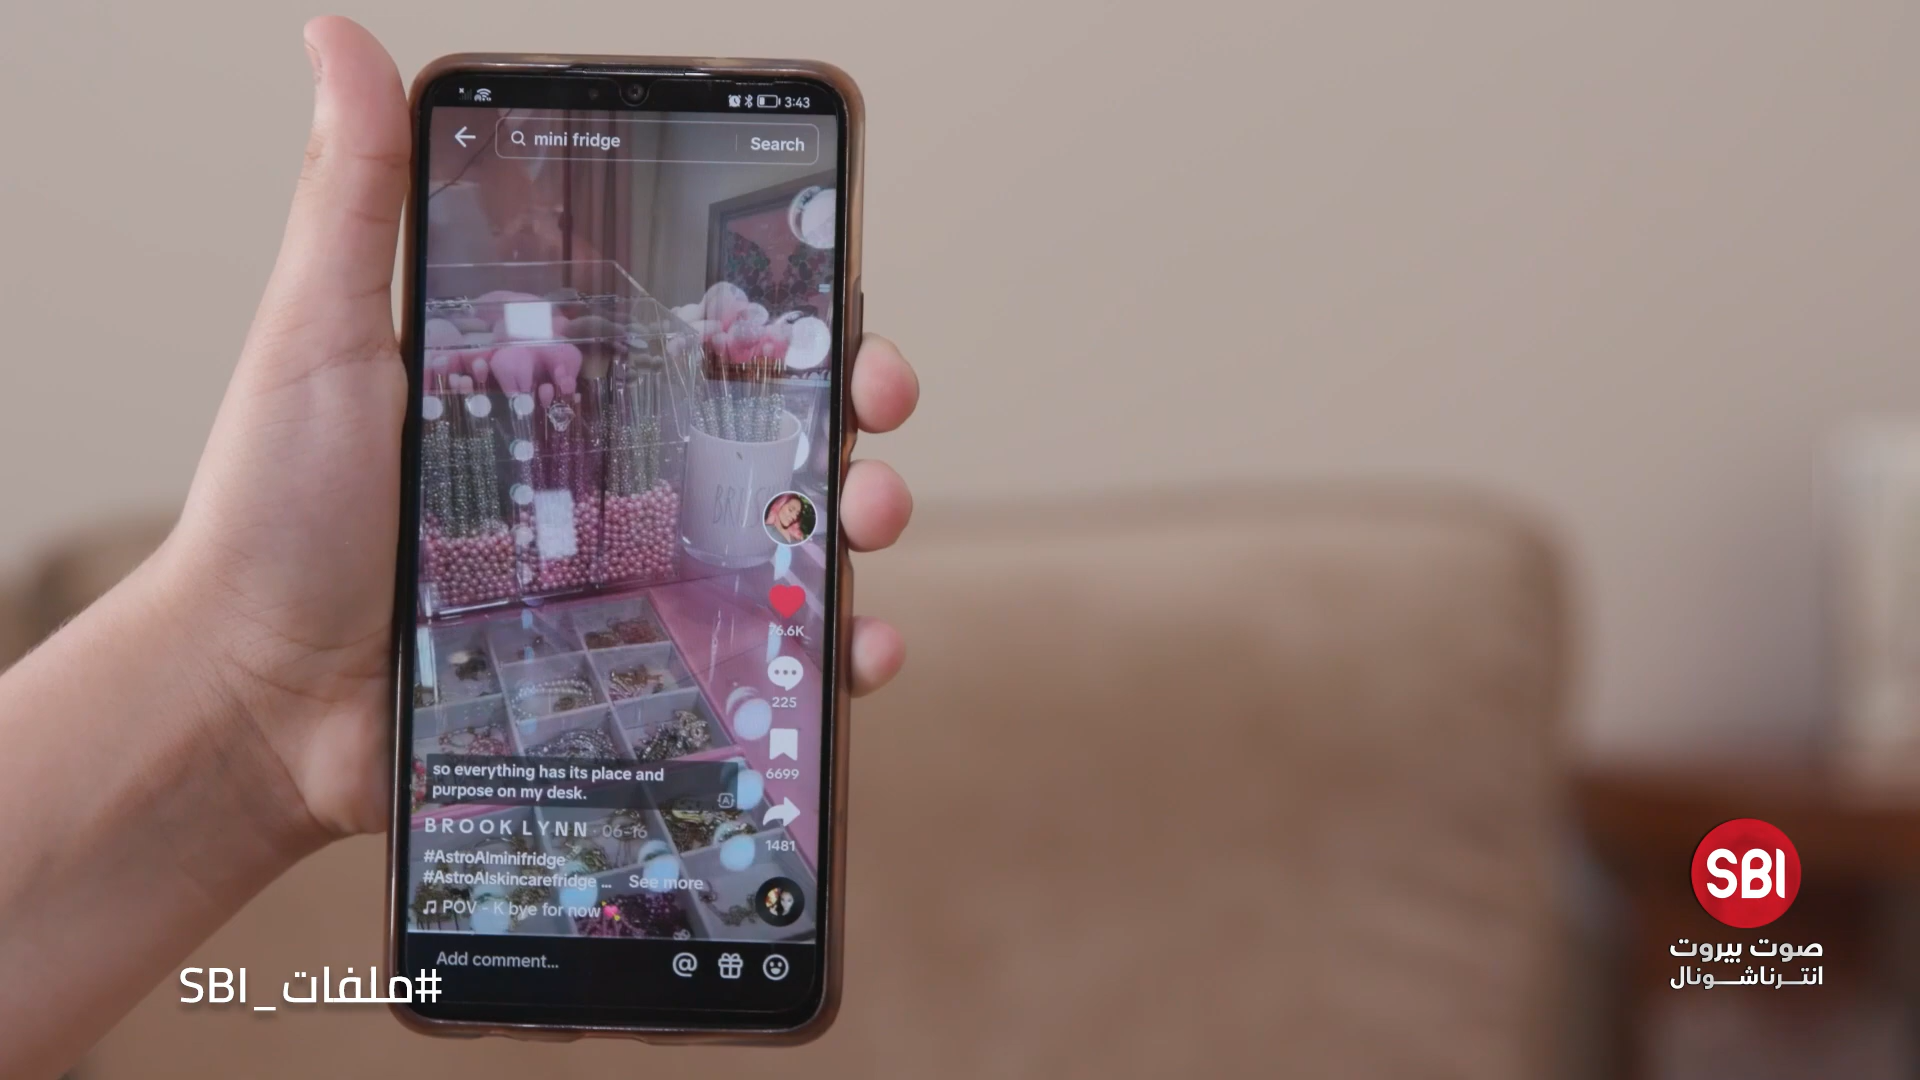 3:43
mini fridge
Search
76.6K
225
6699
1481
so everything has its place and
purpose on my desk.
BROOKLYNN · 06-16
#AstroAIminifridge
#AstroAIskincarefridge ... See more
POV - K bye for now
Add comment...
#ملفات_SBI
SBI
صوت بيروت
انترناشونال